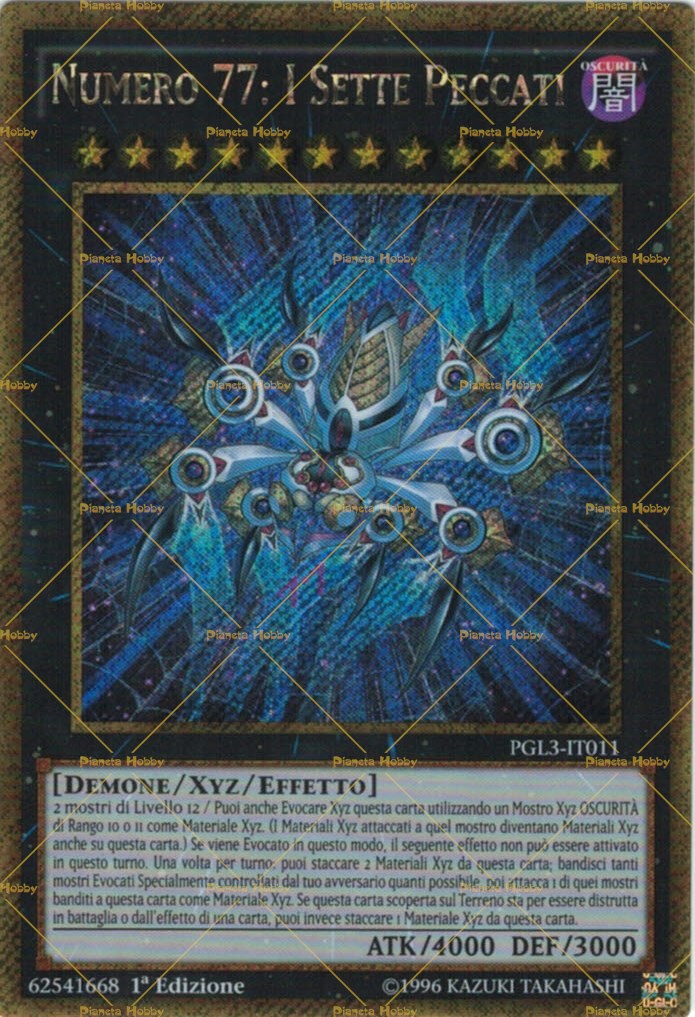 NUMERO 77: I SETTE PECCATI
OSCURITÀ
闇
PGL3-IT011
[DEMONE/XYZ/EFFETTO]
2 mostri di Livello 12 / Puoi anche Evocare Xyz questa carta utilizzando un Mostro Xyz OSCURITÀ
di Rango 10 o 11 come Materiale Xyz. (I Materiali Xyz attaccati a quel mostro diventano Materiali Xyz
anche su questa carta.) Se viene Evocato in questo modo, il seguente effetto non può essere attivato
in questo turno. Una volta per turno: puoi staccare 2 Materiali Xyz da questa carta; bandisci tanti
mostri Evocati Specialmente controllati dal tuo avversario quanti possibile, poi attacca 1 di quei mostri
banditi a questa carta come Materiale Xyz. Se questa carta scoperta sul Terreno sta per essere distrutta
in battaglia o dall'effetto di una carta, puoi invece staccare 1 Materiale Xyz da questa carta.
ATK/4000 DEF/3000
62541668 1ª Edizione
©1996 KAZUKI TAKAHASHI
Pianeta Hobby